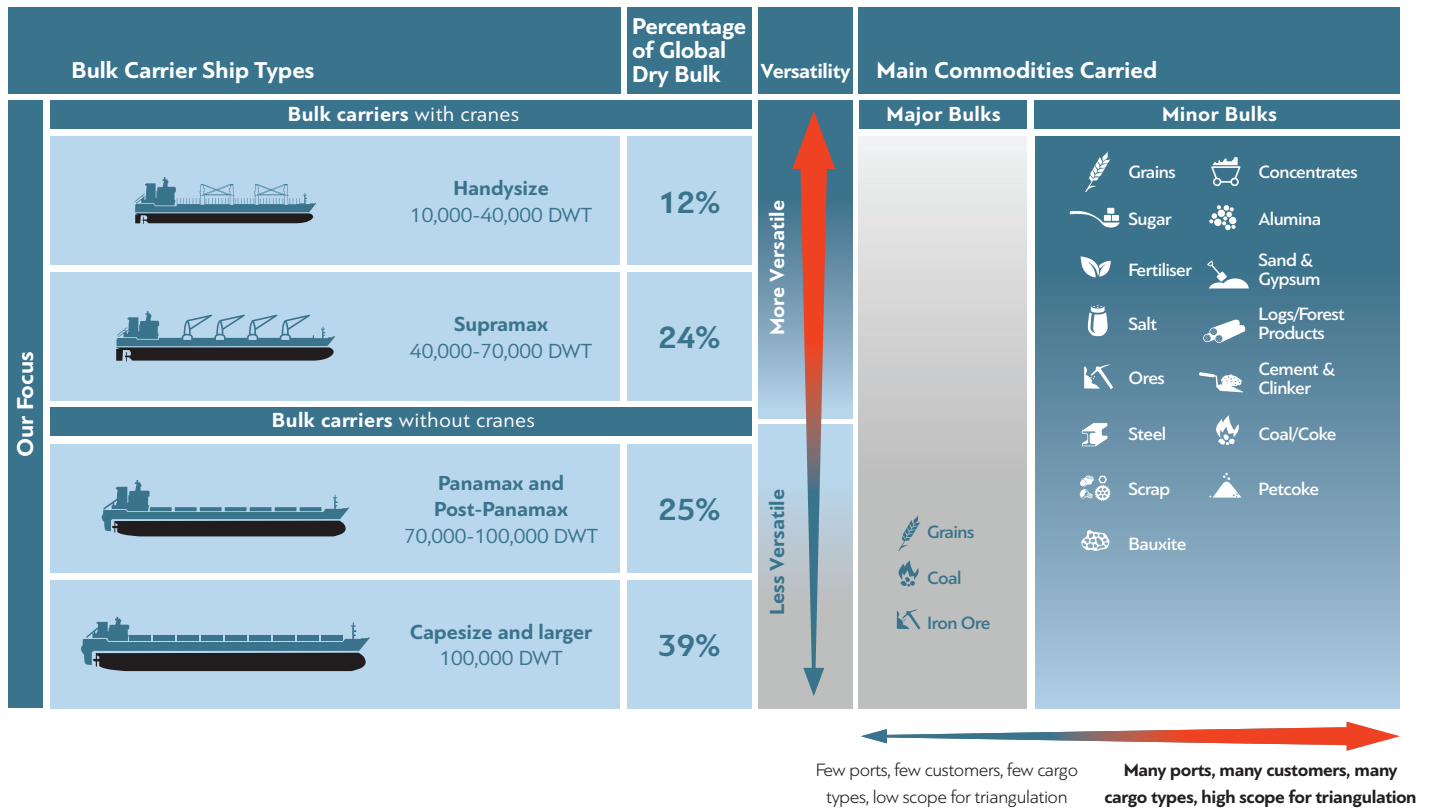 Bulk Carrier Ship Types
Percentage
of Global
Dry Bulk
Versatility
Main Commodities Carried
Our Focus
Bulk carriers with cranes
Major Bulks
Minor Bulks
Handysize
10,000-40,000 DWT
12%
Supramax
40,000-70,000 DWT
24%
Bulk carriers without cranes
Panamax and
Post-Panamax
70,000-100,000 DWT
25%
Capesize and larger
100,000 DWT
39%
More Versatile
Less Versatile
Grains
Coal
Iron Ore
Grains
Sugar
Fertiliser
Salt
Ores
Steel
Scrap
Bauxite
Concentrates
Alumina
Sand &
Gypsum
Logs/Forest
Products
Cement &
Clinker
Coal/Coke
Petcoke
Few ports, few customers, few cargo
types, low scope for triangulation
Many ports, many customers, many
cargo types, high scope for triangulation